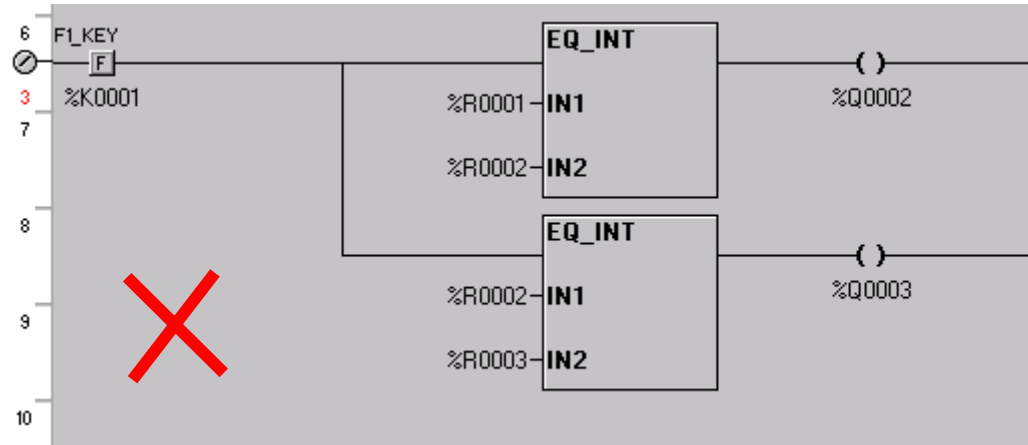 6 F1_KEY EQ_INT
F ( )
3 %K0001 %R0001 IN1 %Q0002
7
%R0002 IN2
8 EQ_INT
( )
%R0002 IN1 %Q0003
9
%R0003 IN2
10